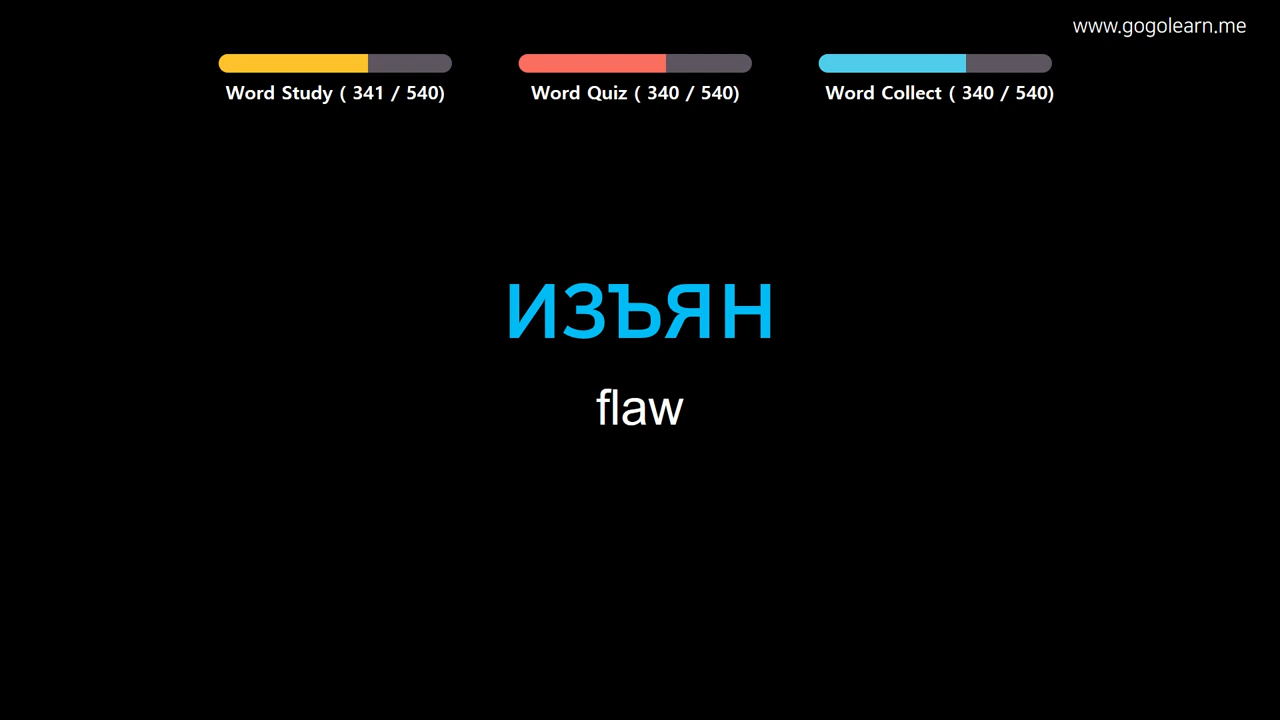 www.gogolearn.me
Word Study ( 341 / 540)
Word Quiz ( 340 / 540)
Word Collect ( 340 / 540)
изъян
flaw